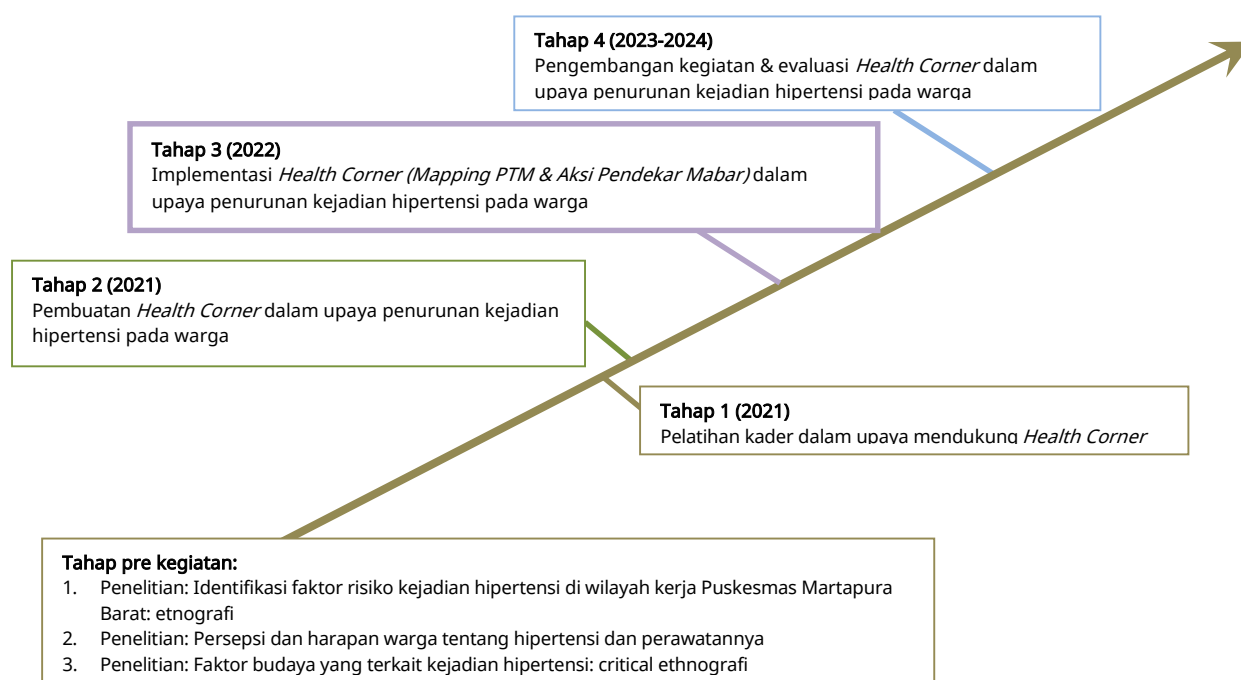 Tahap 4 (2023-2024)
Pengembangan kegiatan & evaluasi Health Corner dalam
upaya penurunan kejadian hipertensi pada warga
Tahap 3 (2022)
Implementasi Health Corner (Mapping PTM & Aksi Pendekar Mabar) dalam
upaya penurunan kejadian hipertensi pada warga
Tahap 2 (2021)
Pembuatan Health Corner dalam upaya penurunan kejadian
hipertensi pada warga
Tahap 1 (2021)
Pelatihan kader dalam upaya mendukung Health Corner
Tahap pre kegiatan:
1. Penelitian: Identifikasi faktor risiko kejadian hipertensi di wilayah kerja Puskesmas Martapura
Barat: etnografi
2. Penelitian: Persepsi dan harapan warga tentang hipertensi dan perawatannya
3. Penelitian: Faktor budaya yang terkait kejadian hipertensi: critical ethnografi